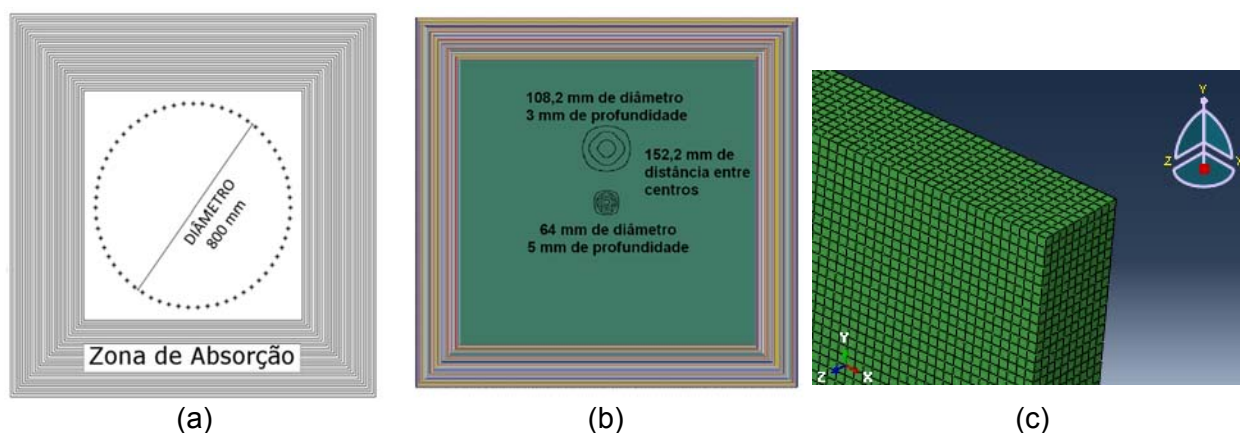 DIÂMETRO
800 mm
Zona de Absorção
(a)
108,2 mm de diâmetro
3 mm de profundidade
152,2 mm de
distância entre
centros
64 mm de diâmetro
5 mm de profundidade
(b)
Y
Z
X
Y
Z
X
(c)